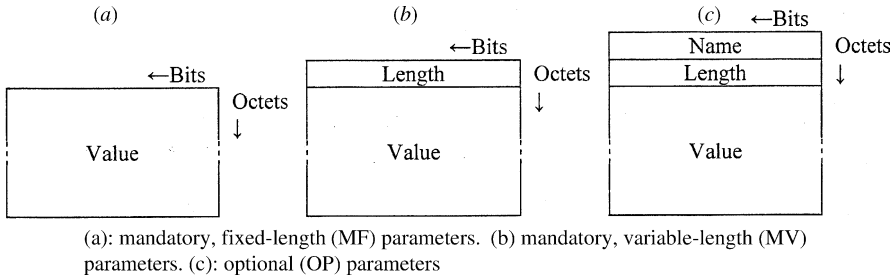 (a) (b) (c)
←Bits
Name
←Bits
Octets
↓
Length
Octets
↓
Length
←Bits
Octets
↓
Value
Value
Value
(a): mandatory, fixed-length (MF) parameters. (b) mandatory, variable-length (MV)
parameters. (c): optional (OP) parameters